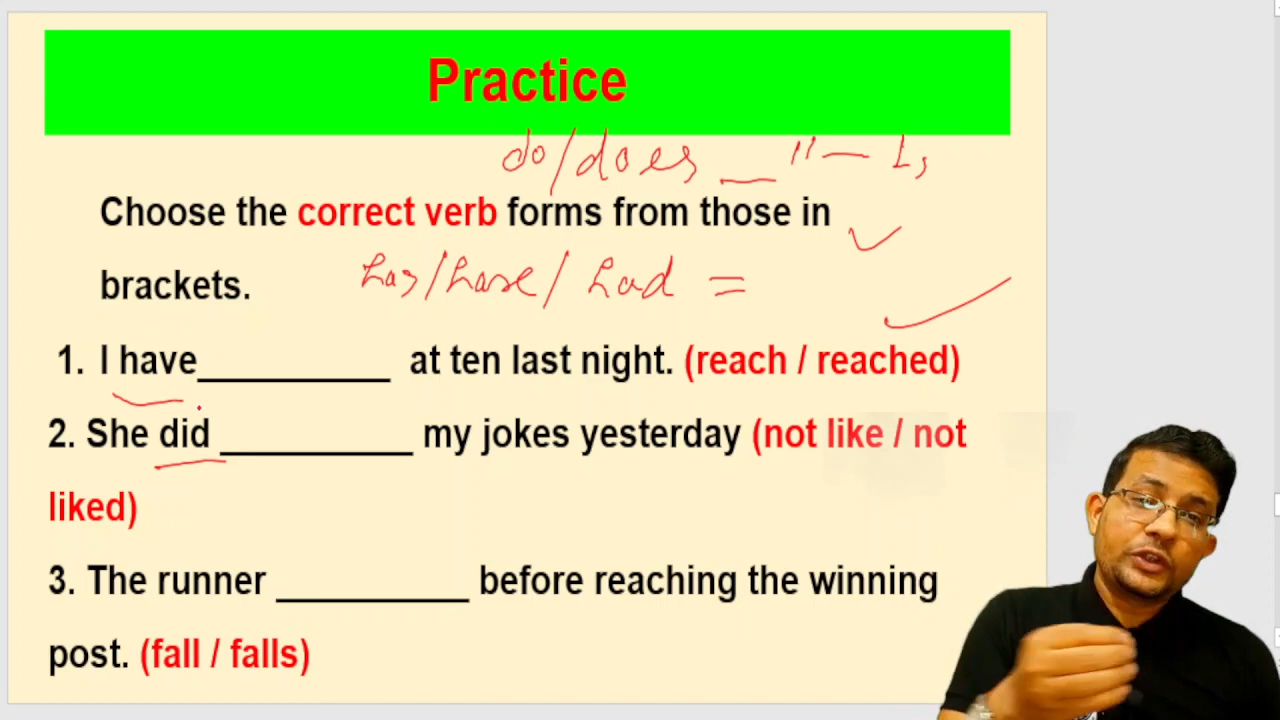 Practice
do/does _ "— 1,
Choose the correct verb forms from those in
has/have/had =
brackets.
1. I have__________ at ten last night. (reach / reached)
2. She did__________ my jokes yesterday (not like / not
liked)
3. The runner __________ before reaching the winning
post. (fall / falls)